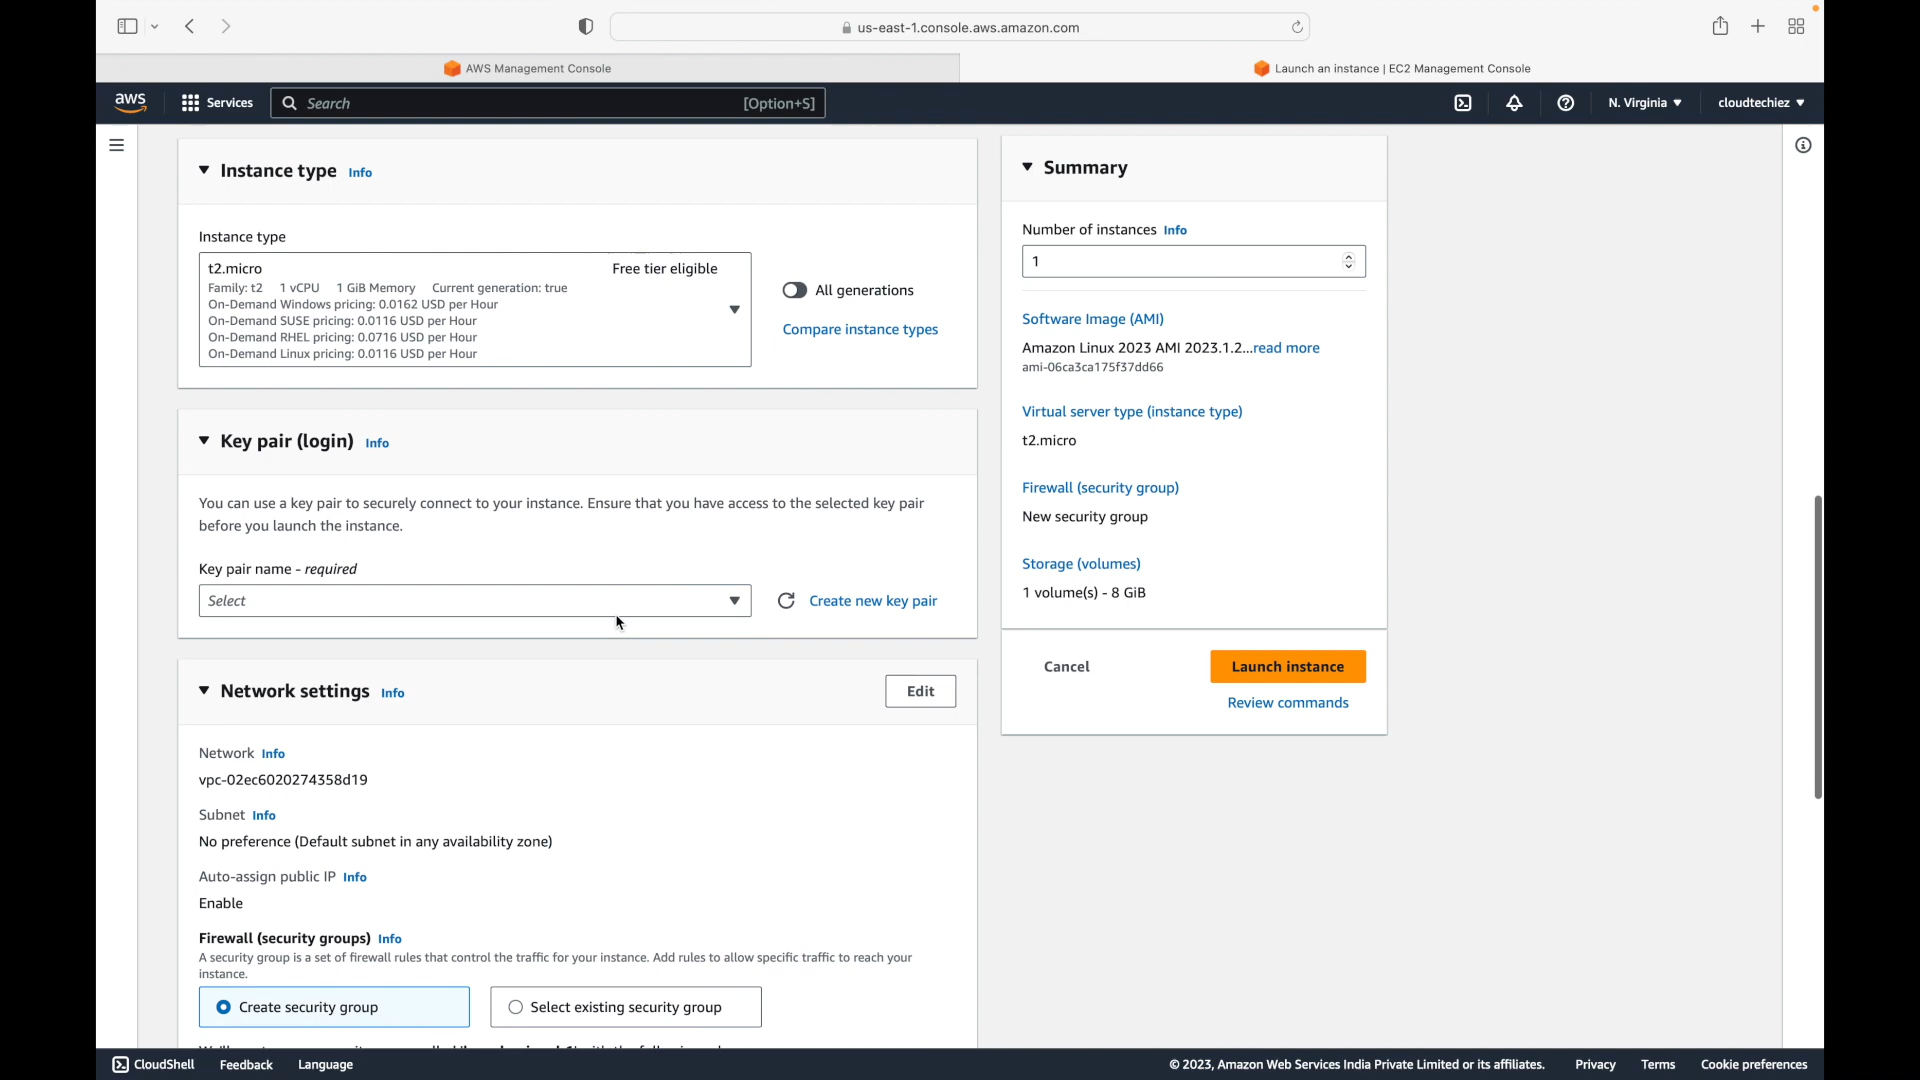 us-east-1.console.aws.amazon.com
AWS Management Console
Launch an instance | EC2 Management Console
aws
Services
Search
[Option+S]
N. Virginia
cloudtechiez
Instance type Info
Instance type
t2.micro
Free tier eligible
Family: t2 1 vCPU 1 GiB Memory Current generation: true
On-Demand Windows pricing: 0.0162 USD per Hour
On-Demand SUSE pricing: 0.0116 USD per Hour
On-Demand RHEL pricing: 0.0716 USD per Hour
On-Demand Linux pricing: 0.0116 USD per Hour
All generations
Compare instance types
Key pair (login) Info
You can use a key pair to securely connect to your instance. Ensure that you have access to the selected key pair
before you launch the instance.
Key pair name - required
Select
Create new key pair
Network settings Info
Edit
Network Info
vpc-02ec6020274358d19
Subnet Info
No preference (Default subnet in any availability zone)
Auto-assign public IP Info
Enable
Firewall (security groups) Info
A security group is a set of firewall rules that control the traffic for your instance. Add rules to allow specific traffic to reach your
instance.
Create security group
Select existing security group
Summary
Number of instances Info
1
Software Image (AMI)
Amazon Linux 2023 AMI 2023.1.2...read more
ami-06ca3ca175f37dd66
Virtual server type (instance type)
t2.micro
Firewall (security group)
New security group
Storage (volumes)
1 volume(s) - 8 GiB
Cancel
Launch instance
Review commands
CloudShell
Feedback
Language
© 2023, Amazon Web Services India Private Limited or its affiliates.
Privacy
Terms
Cookie preferences